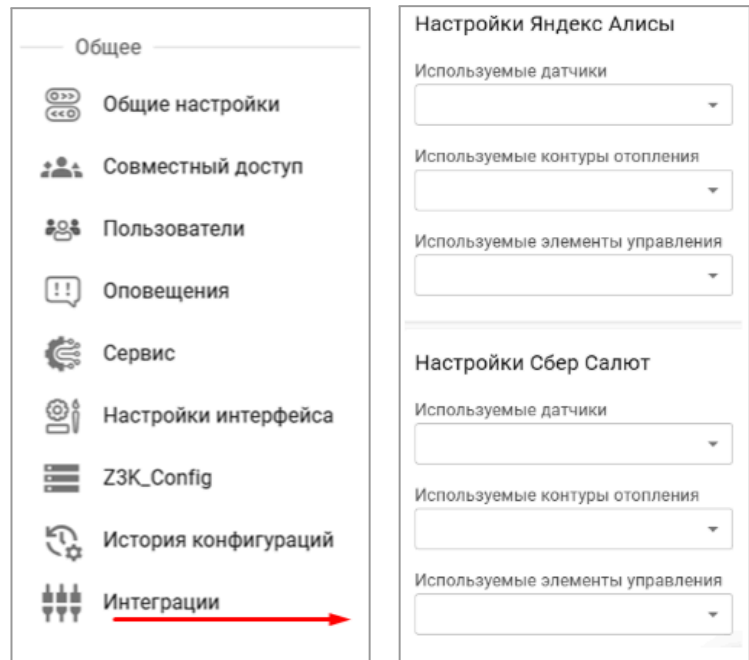 Общее
Общие настройки
Совместный доступ
Пользователи
Оповещения
Сервис
Настройки интерфейса
Z3K_Config
История конфигураций
Интеграции
Настройки Яндекс Алисы
Используемые датчики
Используемые контуры отопления
Используемые элементы управления
Настройки Сбер Салют
Используемые датчики
Используемые контуры отопления
Используемые элементы управления